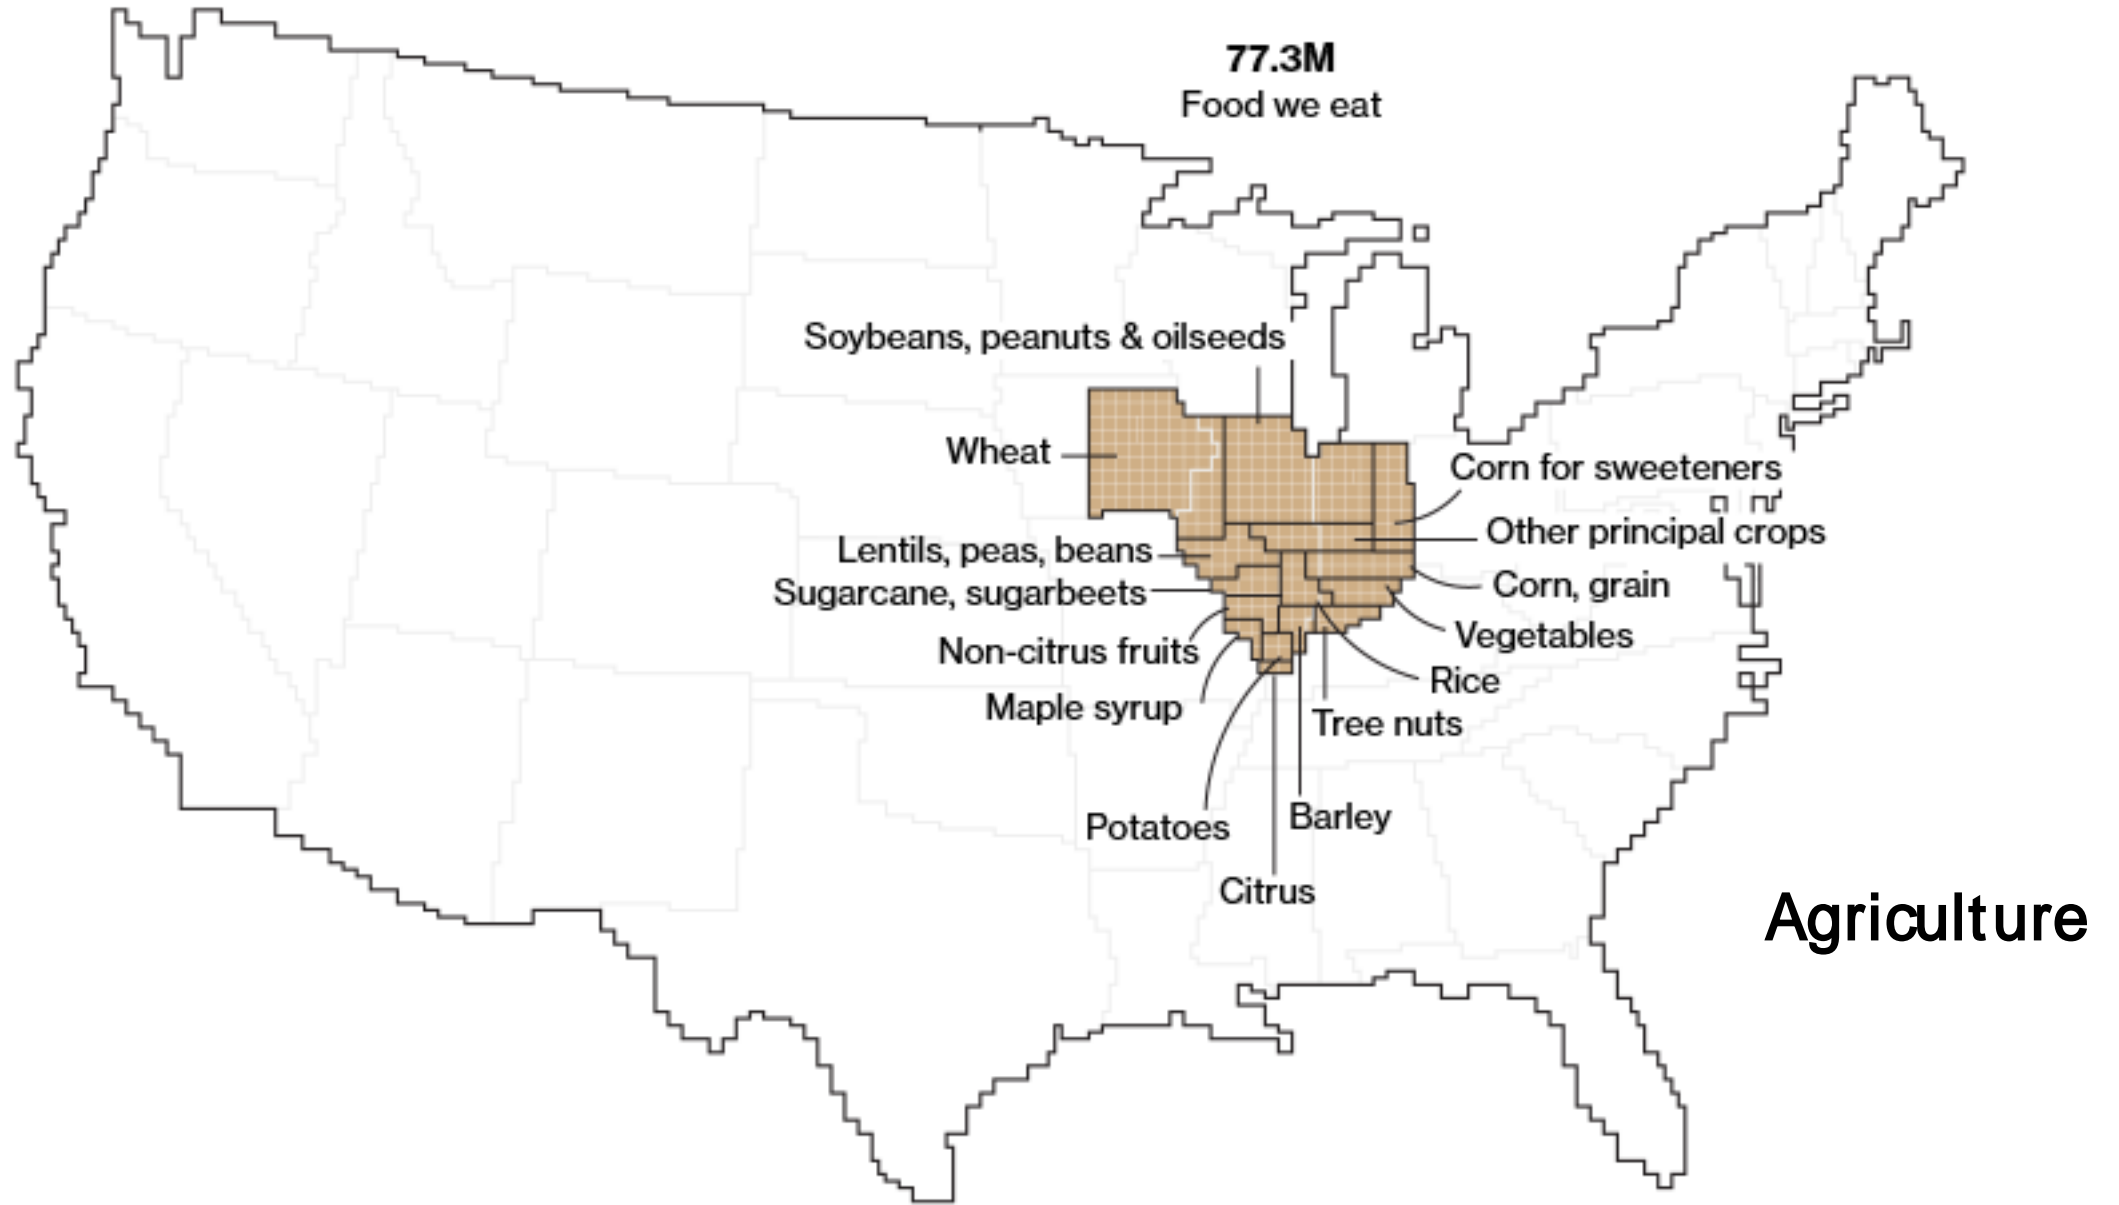 77.3M
Food we eat
Soybeans, peanuts & oilseeds
Wheat
Corn for sweeteners
Other principal crops
Lentils, peas, beans
Corn, grain
Sugarcane, sugarbeets
Vegetables
Non-citrus fruits
Rice
Maple syrup
Tree nuts
Potatoes
Barley
Citrus
Agriculture